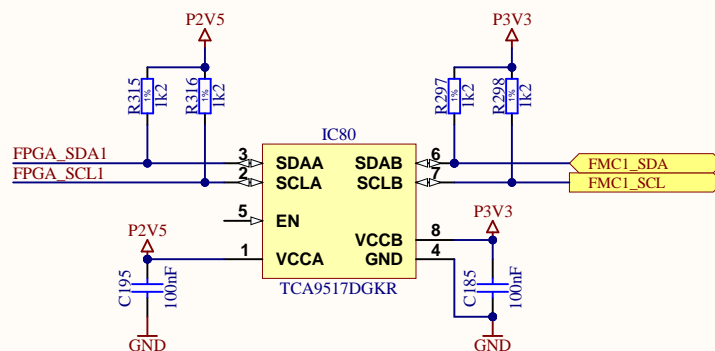 P2V5
P3V3
R315
1%
1k2
R316
1%
1k2
R297
1%
1k2
R298
1%
1k2
IC80
FPGA_SDA1
3
SDAA
SDAB
6
FMC1_SDA
FPGA_SCL1
2
SCLA
SCLB
7
FMC1_SCL
5
EN
P2V5
P3V3
VCCB
8
1
VCCA
GND
4
C195
100nF
TCA9517DGKR
C185
100nF
GND
GND